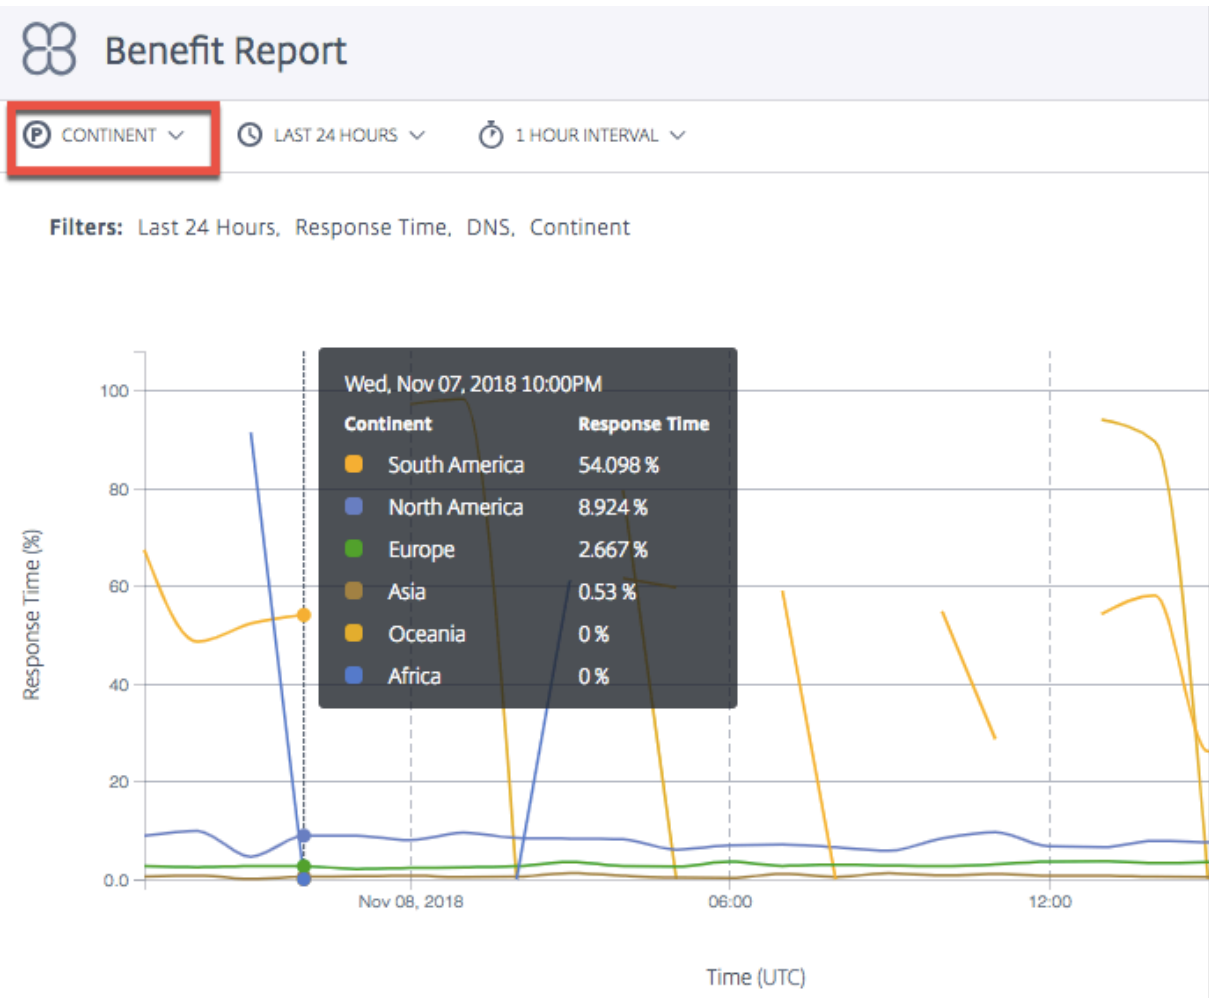 Benefit Report
P CONTINENT LAST 24 HOURS 1 HOUR INTERVAL
Filters: Last 24 Hours, Response Time, DNS, Continent
Wed, Nov 07, 2018 10:00PM
Continent Response Time
South America 54.098 %
North America 8.924 %
Europe 2.667 %
Asia 0.53 %
Oceania 0 %
Africa 0 %
Response Time (%)
100
80
60
40
20
0.0
Nov 08, 2018 06:00 12:00
Time (UTC)